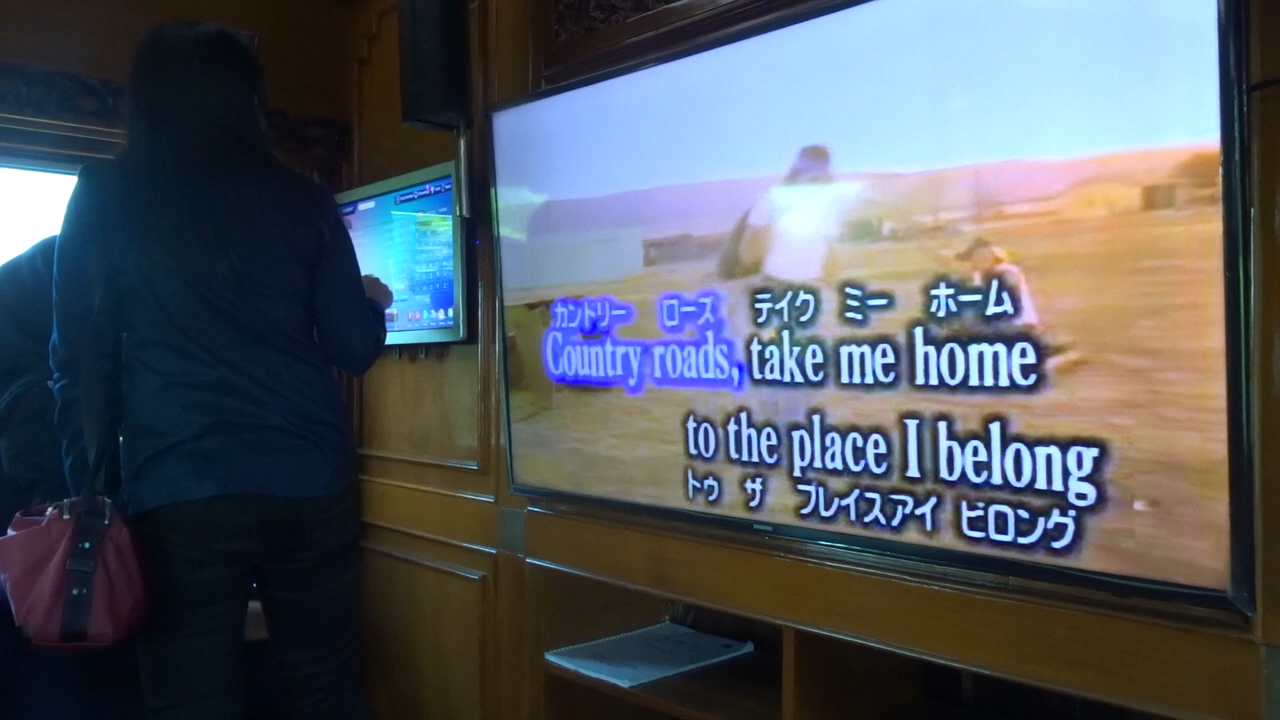 カントリー ローズ テイク ミー ホーム
Country roads, take me home
to the place I belong
トゥ ザ プレイスアイ ビロング
SAMSUNG